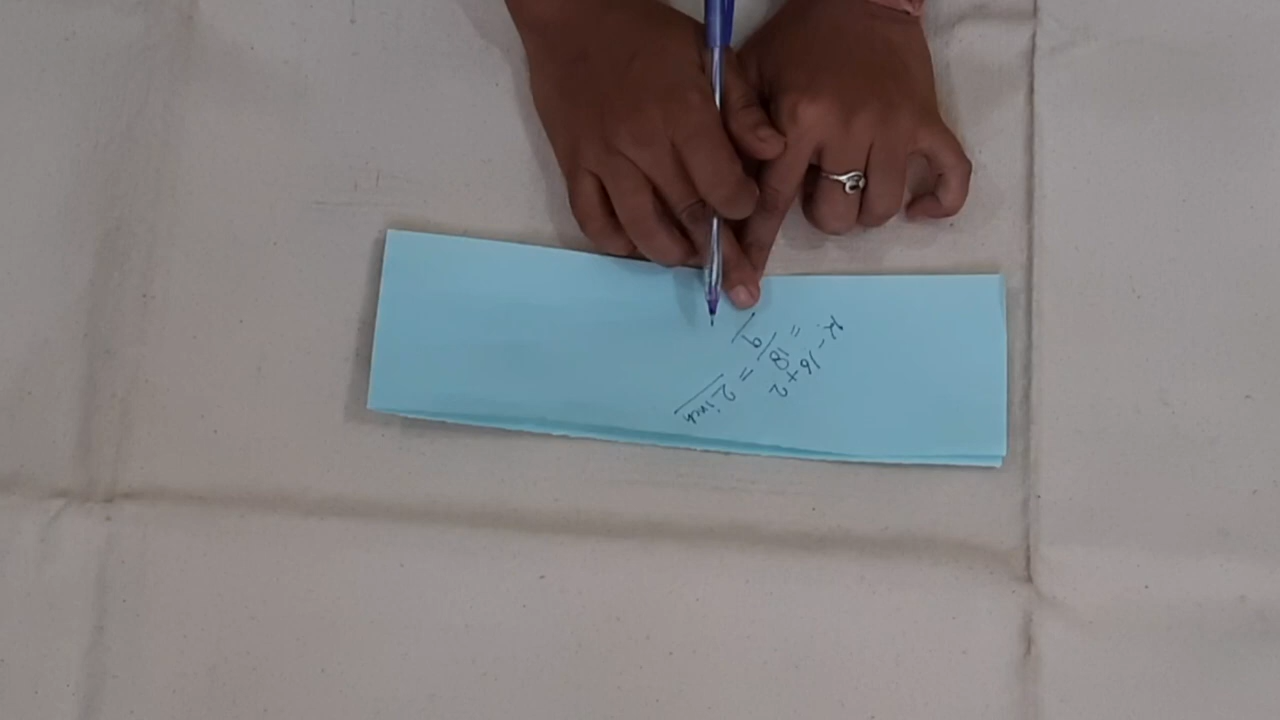 k - 16 + 2
= 18
9 = 2 inch